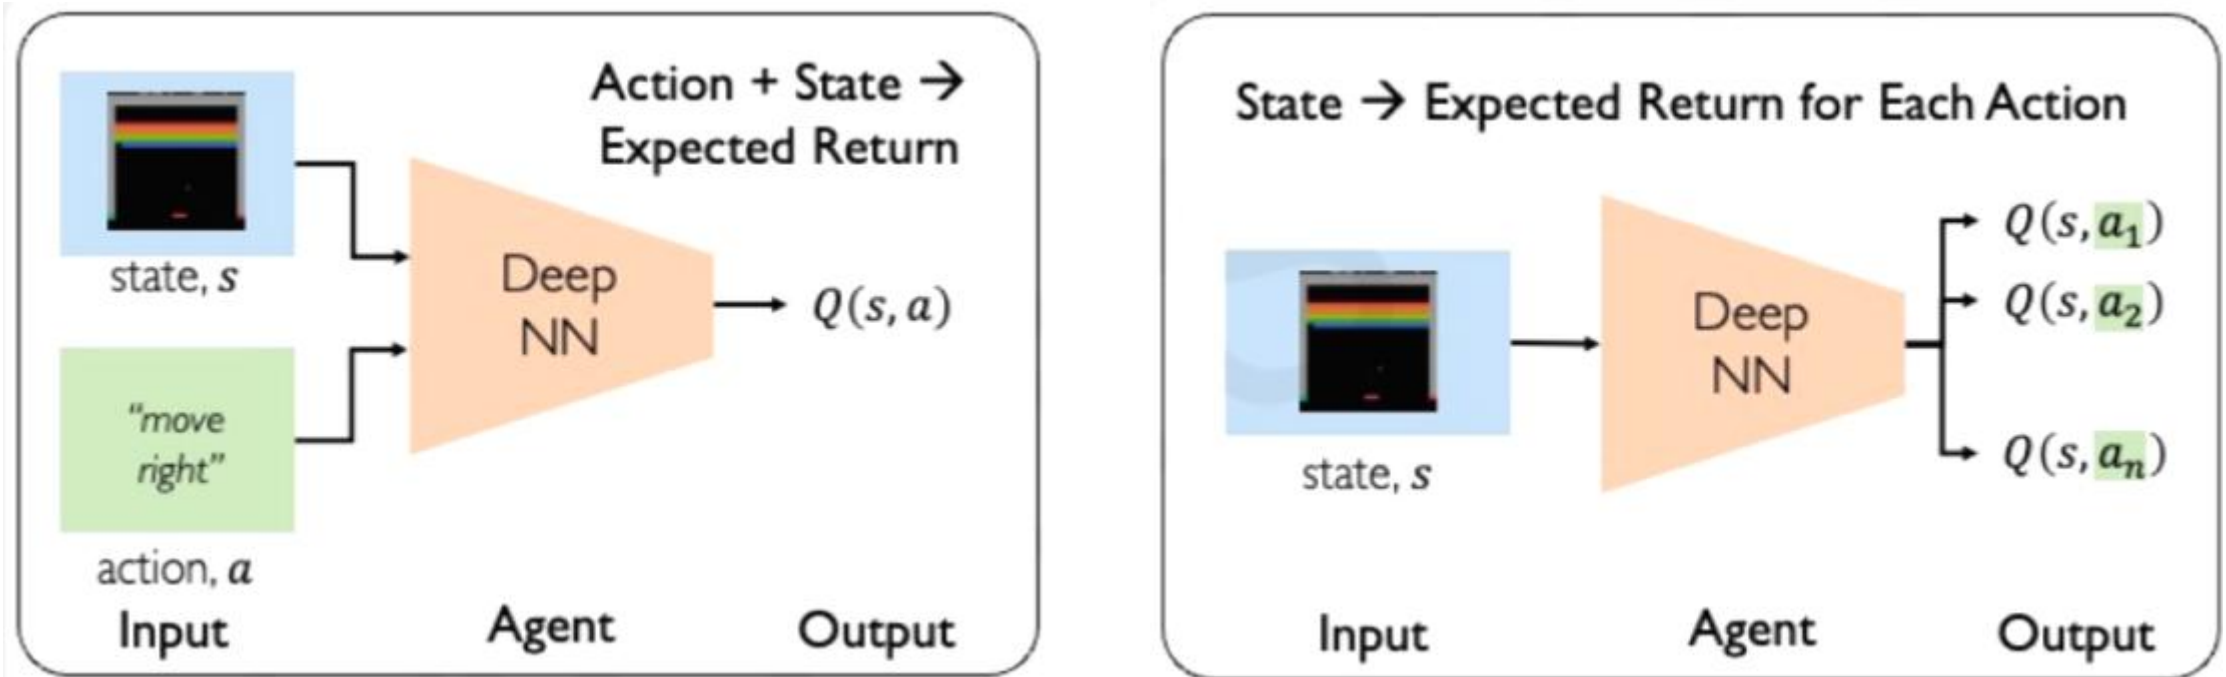 Action + State →
Expected Return
state, s
Deep
NN
Q(s, a)
“move
right”
action, a
Input
Agent
Output
State → Expected Return for Each Action
state, s
Deep
NN
Q(s, a₁)
Q(s, a₂)
Q(s, aₙ)
Input
Agent
Output